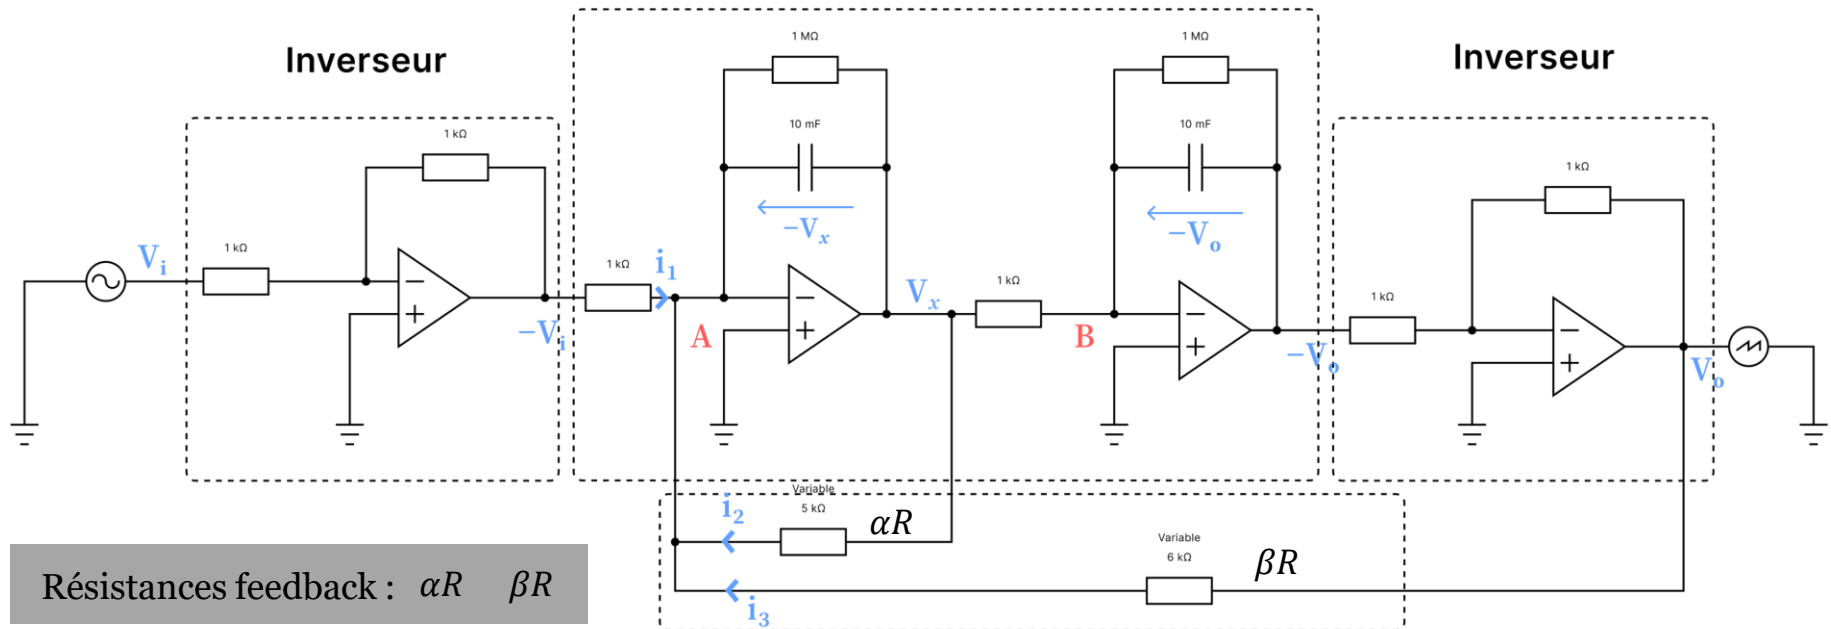 Inverseur
1 kΩ
Vi
1 kΩ
−
+
−Vi
1 MΩ
10 mF
−Vx
1 kΩ
i1
A
−
+
Vx
1 kΩ
1 MΩ
10 mF
−Vo
B
−
+
−Vo
Inverseur
1 kΩ
1 kΩ
−
+
Vo
Variable
5 kΩ
i2
αR
Variable
6 kΩ
βR
i3
Résistances feedback : αR βR